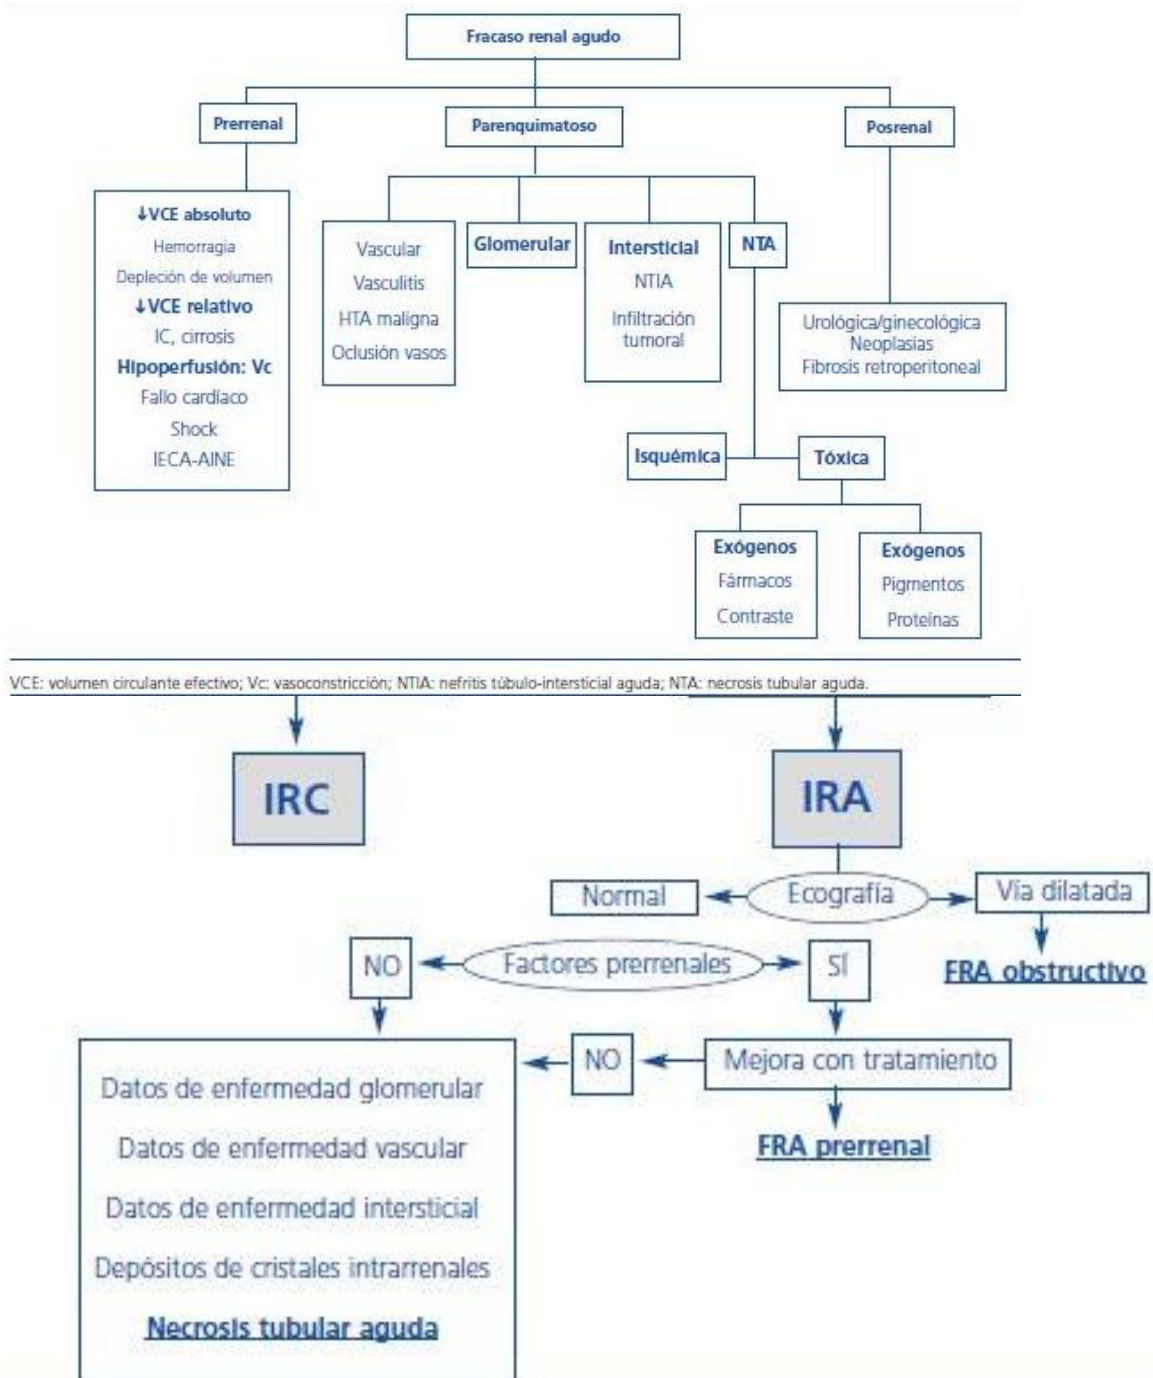 Fracaso renal agudo
Prerrenal
Parenquimatoso
Posrenal
↓VCE absoluto
Hemorragia
Depleción de volumen
↓VCE relativo
IC, cirrosis
Hipoperfusión: Vc
Fallo cardíaco
Shock
IECA-AINE
Vascular
Vasculitis
HTA maligna
Oclusión vasos
Glomerular
Intersticial
NTIA
Infiltración
tumoral
NTA
Urológica/ginecológica
Neoplasias
Fibrosis retroperitoneal
Isquémica
Tóxica
Exógenos
Fármacos
Contraste
Exógenos
Pigmentos
Proteínas
VCE: volumen circulante efectivo; Vc: vasoconstricción; NTIA: nefritis túbulo-intersticial aguda; NTA: necrosis tubular aguda.
IRC
IRA
Normal
Ecografía
Vía dilatada
FRA obstructivo
NO
Factores prerrenales
SÍ
NO
Mejora con tratamiento
FRA prerrenal
Datos de enfermedad glomerular
Datos de enfermedad vascular
Datos de enfermedad intersticial
Depósitos de cristales intrarrenales
Necrosis tubular aguda